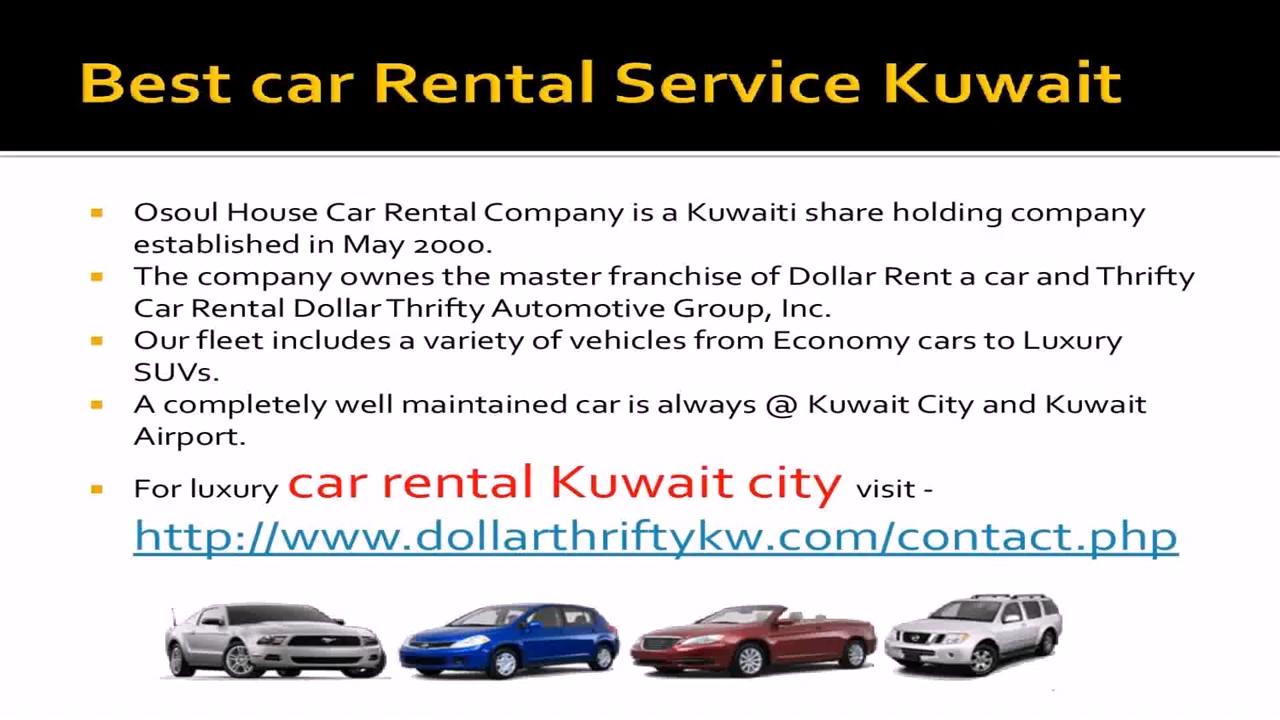 Best car Rental Service Kuwait
Osoul House Car Rental Company is a Kuwaiti share holding company
established in May 2000.
The company ownes the master franchise of Dollar Rent a car and Thrifty
Car Rental Dollar Thrifty Automotive Group, Inc.
Our fleet includes a variety of vehicles from Economy cars to Luxury
SUVs.
A completely well maintained car is always @ Kuwait City and Kuwait
Airport.
For luxury car rental Kuwait city visit -
http://www.dollarthriftykw.com/contact.php